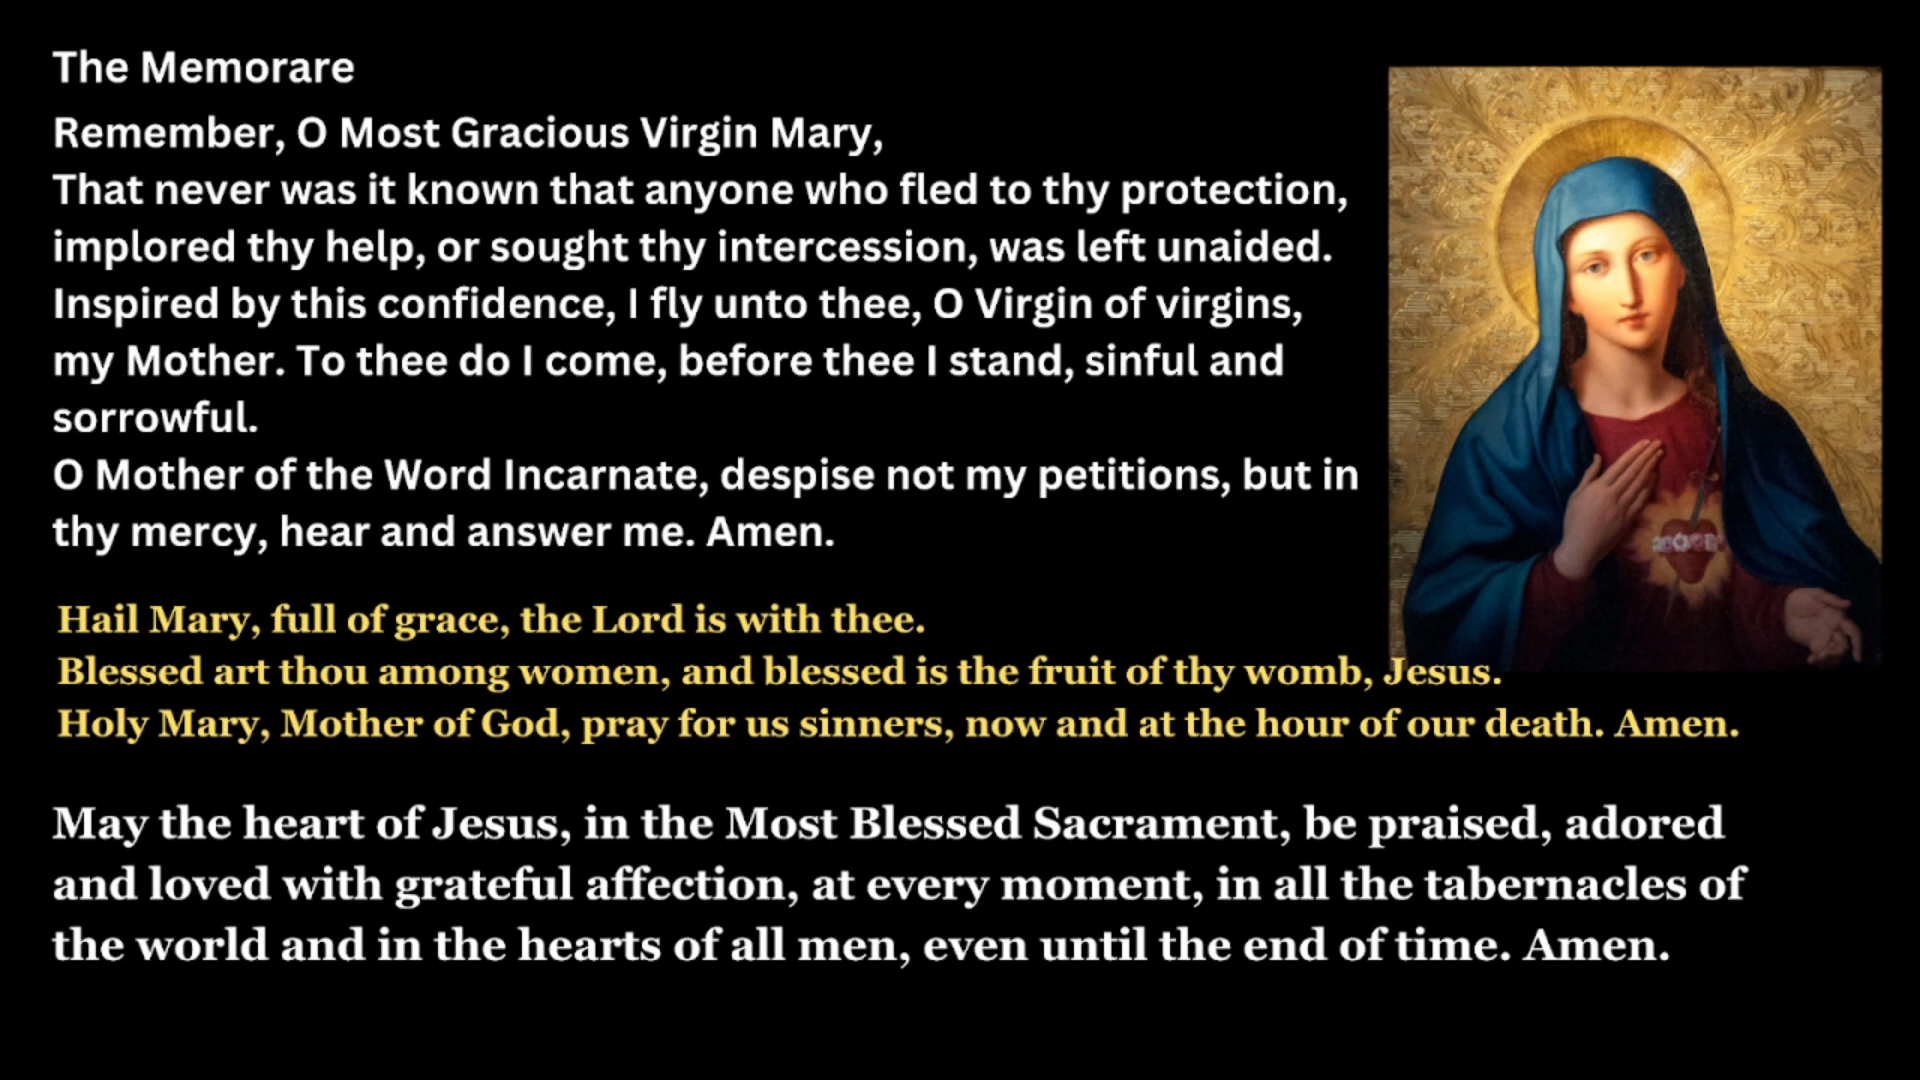 The Memorare
Remember, O Most Gracious Virgin Mary,
That never was it known that anyone who fled to thy protection,
implored thy help, or sought thy intercession, was left unaided.
Inspired by this confidence, I fly unto thee, O Virgin of virgins,
my Mother. To thee do I come, before thee I stand, sinful and
sorrowful.
O Mother of the Word Incarnate, despise not my petitions, but in
thy mercy, hear and answer me. Amen.
Hail Mary, full of grace, the Lord is with thee.
Blessed art thou among women, and blessed is the fruit of thy womb, Jesus.
Holy Mary, Mother of God, pray for us sinners, now and at the hour of our death. Amen.
May the heart of Jesus, in the Most Blessed Sacrament, be praised, adored
and loved with grateful affection, at every moment, in all the tabernacles of
the world and in the hearts of all men, even until the end of time. Amen.